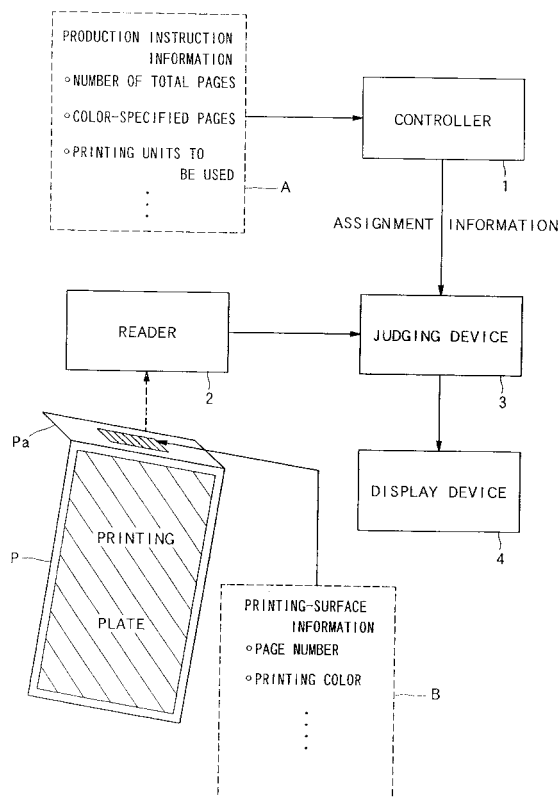 PRODUCTION INSTRUCTION
INFORMATION
○NUMBER OF TOTAL PAGES
○COLOR-SPECIFIED PAGES
○PRINTING UNITS TO
BE USED
A
CONTROLLER
1
ASSIGNMENT INFORMATION
READER
2
JUDGING DEVICE
3
Pa
DISPLAY DEVICE
4
P
PRINTING
PLATE
PRINTING-SURFACE
INFORMATION
○PAGE NUMBER
○PRINTING COLOR
B